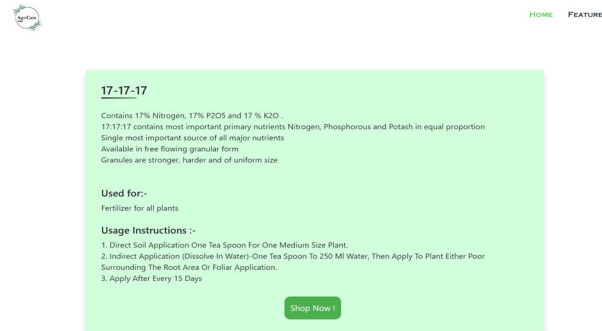 AgriCare
Home Feature
17-17-17
Contains 17% Nitrogen, 17% P2O5 and 17 % K2O .
17:17:17 contains most important primary nutrients Nitrogen, Phosphorous and Potash in equal proportion
Single most important source of all major nutrients
Available in free flowing granular form
Granules are stronger, harder and of uniform size
Used for:-
Fertilizer for all plants
Usage Instructions :-
1. Direct Soil Application One Tea Spoon For One Medium Size Plant.
2. Indirect Application (Dissolve In Water)-One Tea Spoon To 250 Ml Water, Then Apply To Plant Either Poor
Surrounding The Root Area Or Foliar Application.
3. Apply After Every 15 Days
Shop Now !